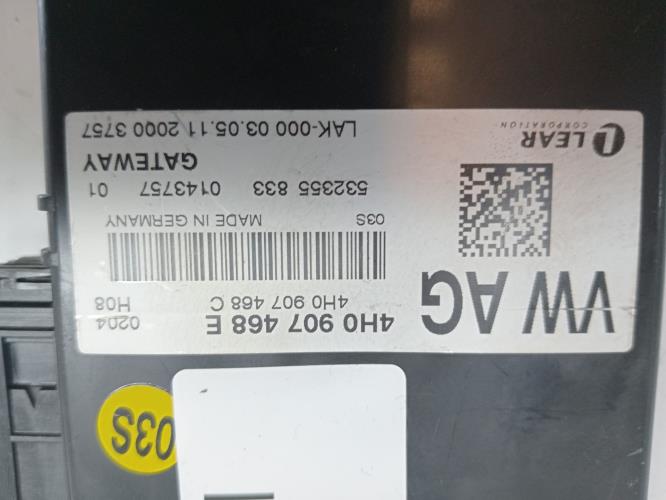 VW AG
4H0 907 468 E
0204
4H0 907 468 C
H08
MADE IN GERMANY
03S
532355 833 0143757 01
GATEWAY
LEAR
CORPORATION
LAK-000 03.05.11 2000 3757
03S